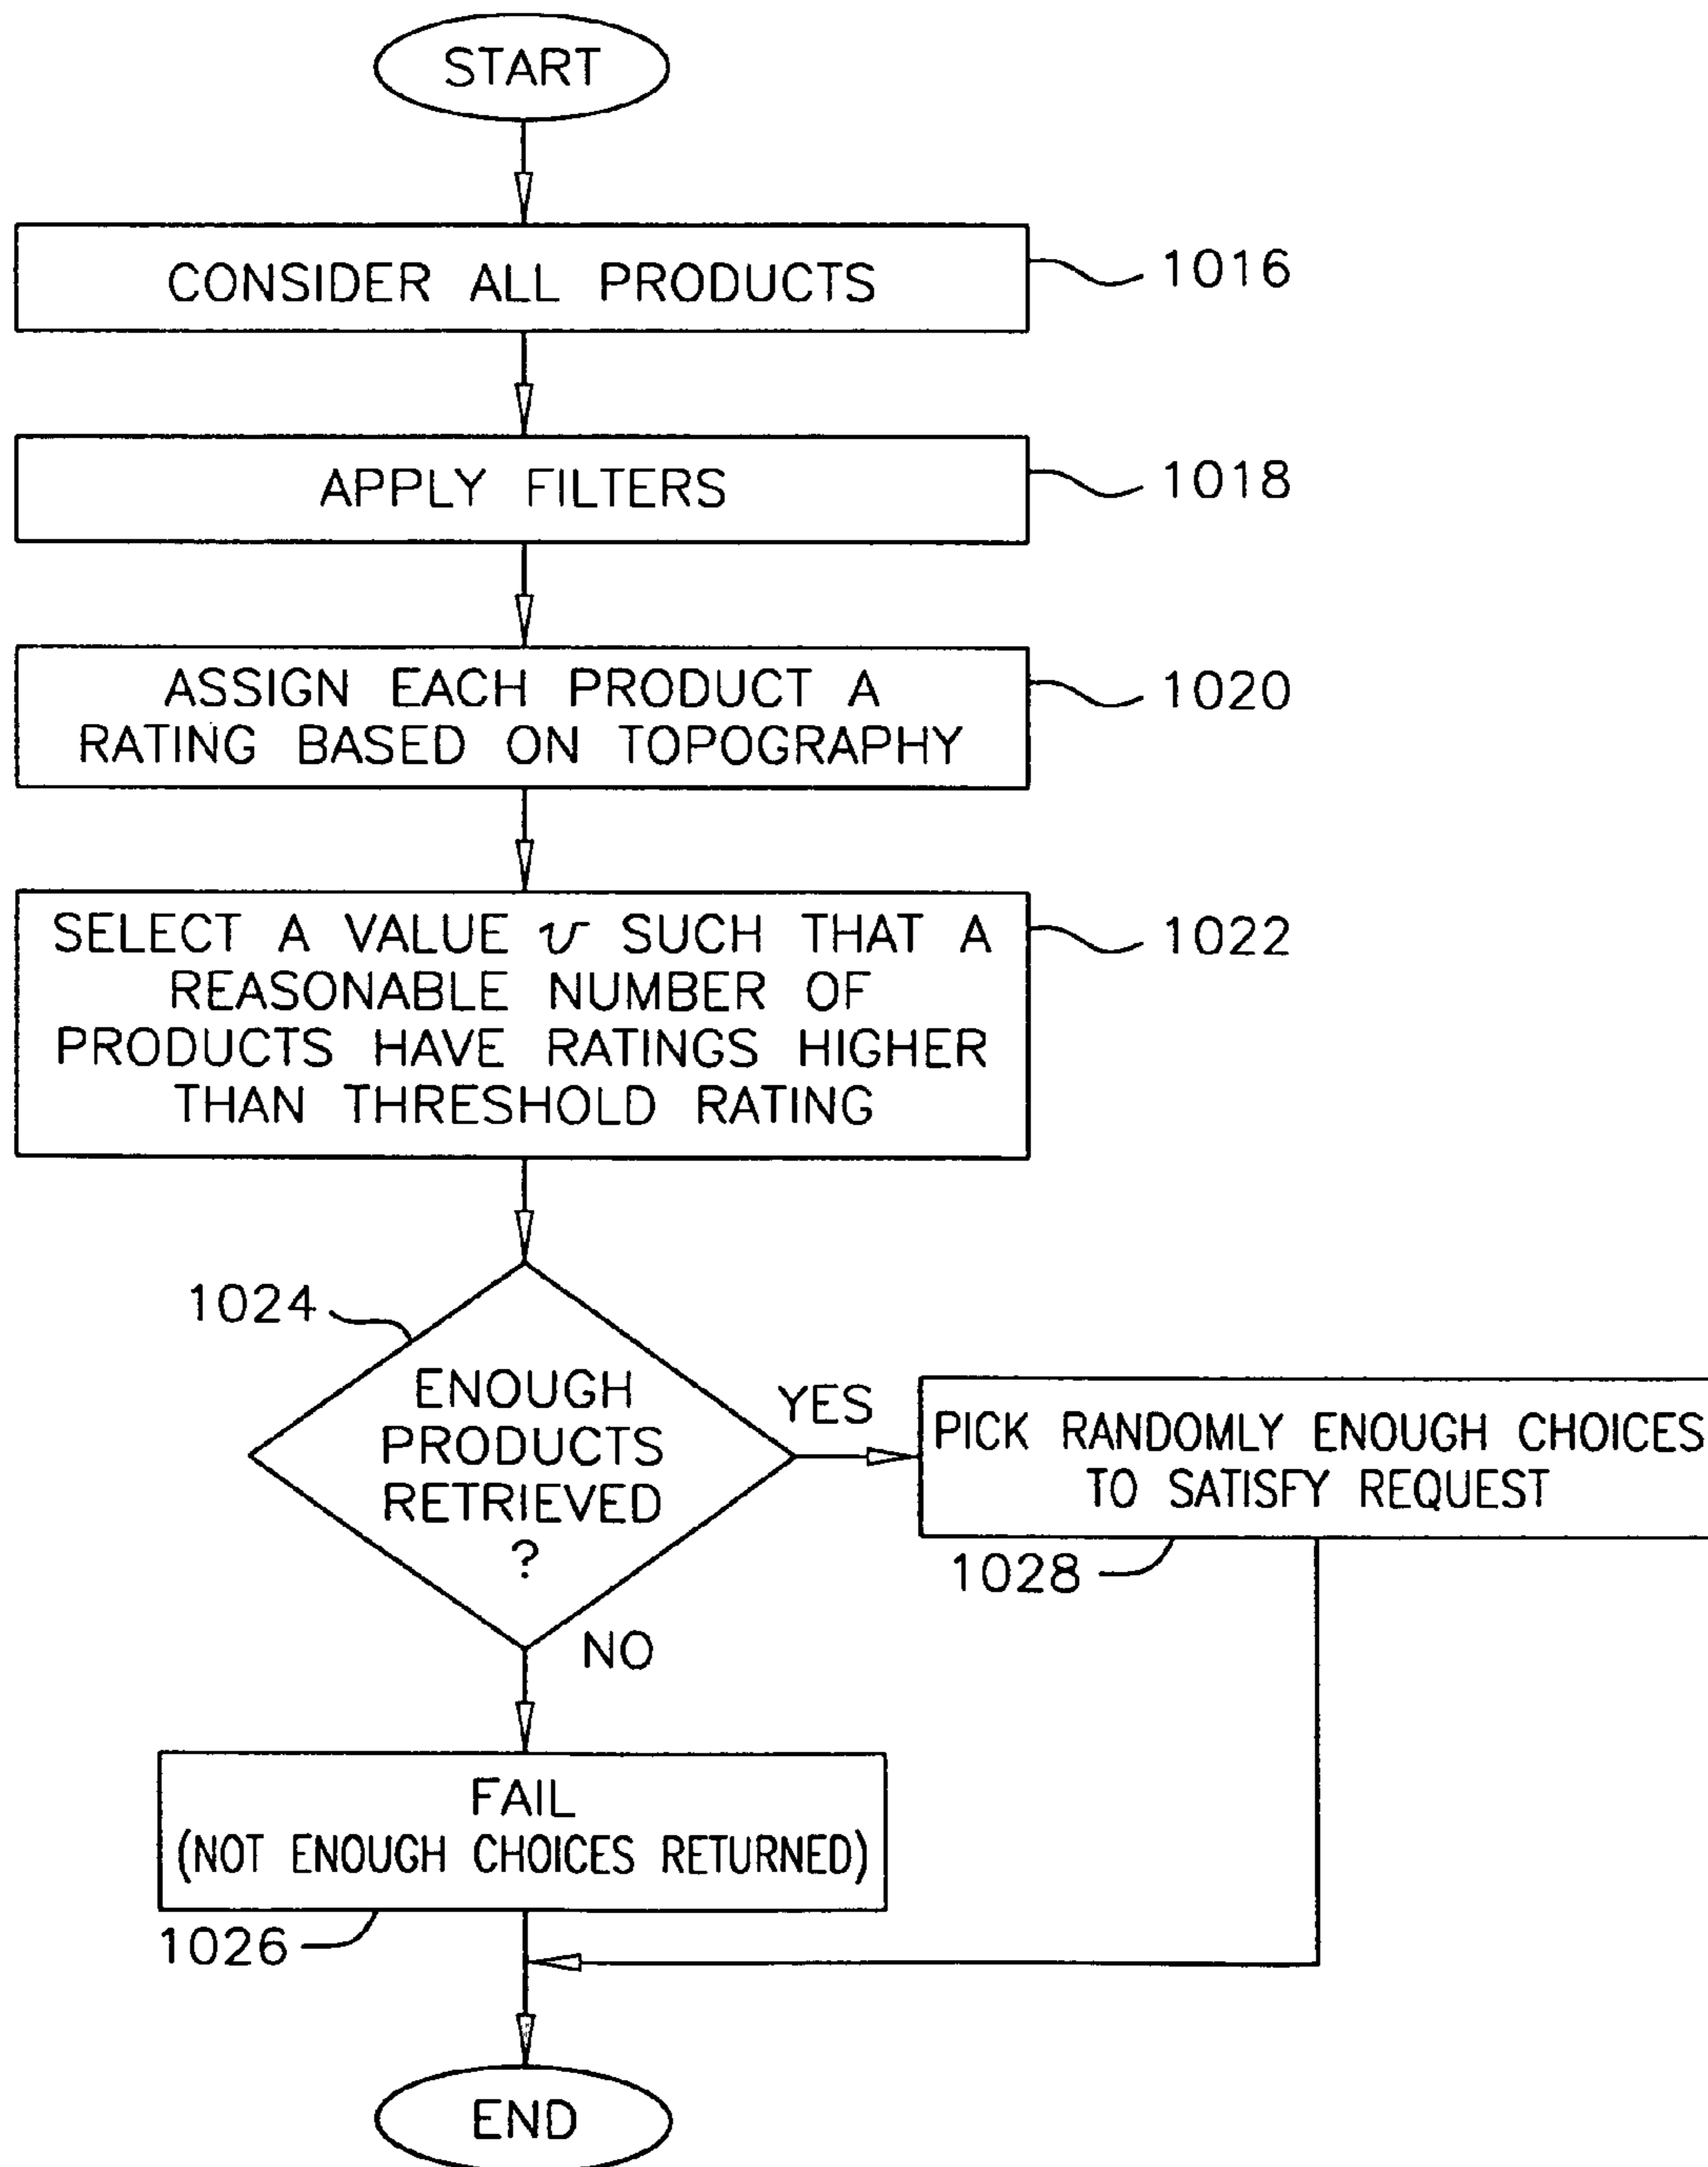 START
CONSIDER ALL PRODUCTS
1016
APPLY FILTERS
1018
ASSIGN EACH PRODUCT A
RATING BASED ON TOPOGRAPHY
1020
SELECT A VALUE v SUCH THAT A
REASONABLE NUMBER OF
PRODUCTS HAVE RATINGS HIGHER
THAN THRESHOLD RATING
1022
1024
ENOUGH
PRODUCTS
RETRIEVED
?
YES
PICK RANDOMLY ENOUGH CHOICES
TO SATISFY REQUEST
1028
NO
FAIL
(NOT ENOUGH CHOICES RETURNED)
1026
END